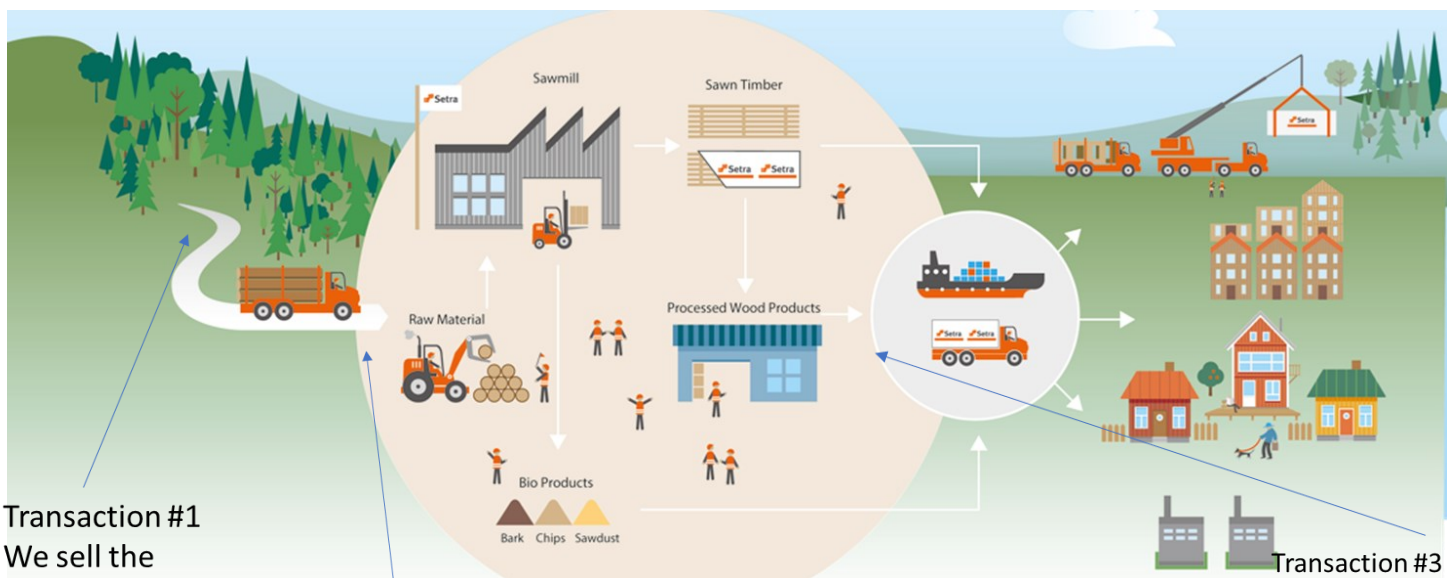 Sawmill
Sawn Timber
Setra
Setra
Setra Setra
Raw Material
Processed Wood Products
Setra Setra
Bio Products
Bark Chips Sawdust
Transaction #1
We sell the
Transaction #3